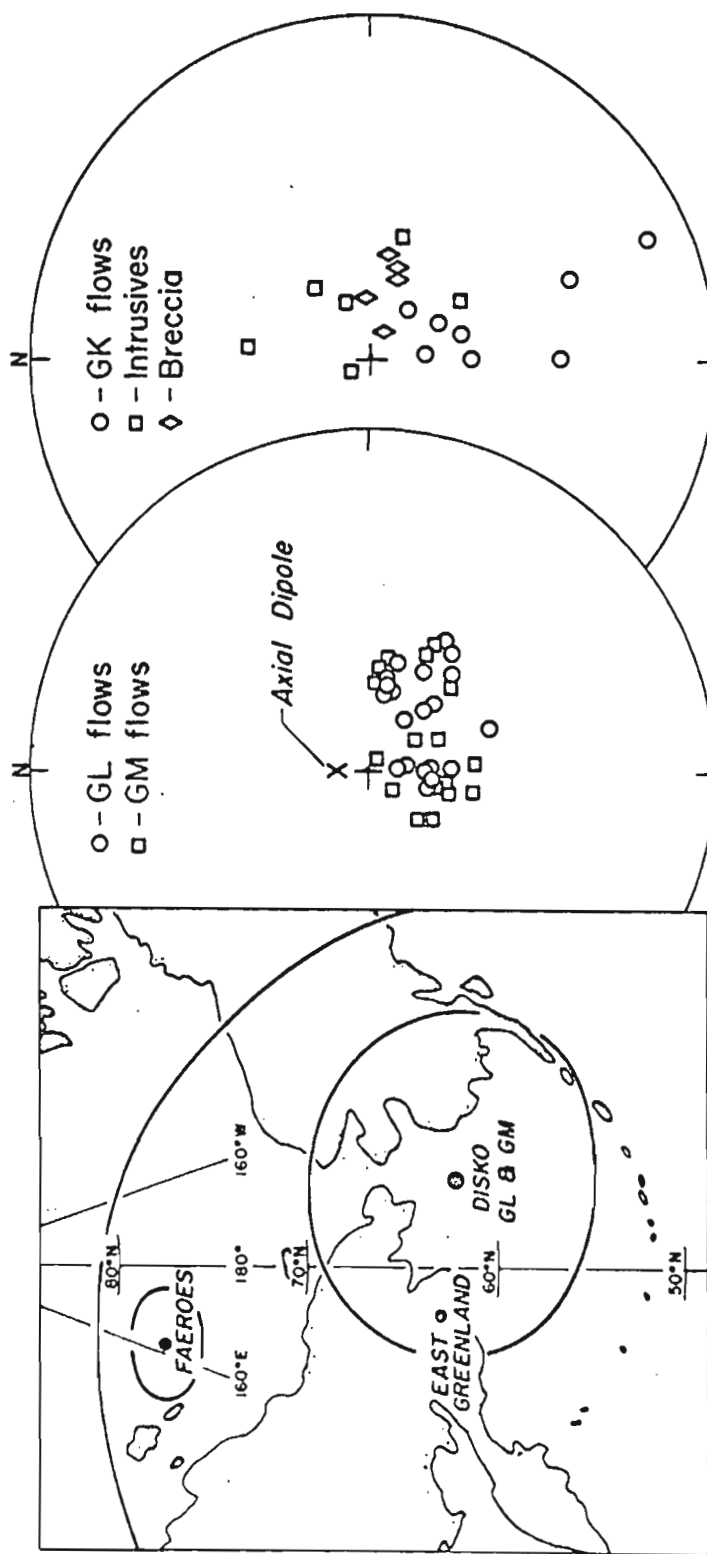 N
O - GK flows
□ - Intrusives
◇ - Breccia
N
O - GL flows
□ - GM flows
Axial Dipole
X
80°N
FAEROES
160°E
180°
160°W
70°N
EAST
GREENLAND
60°N
DISKO
GL & GM
50°N